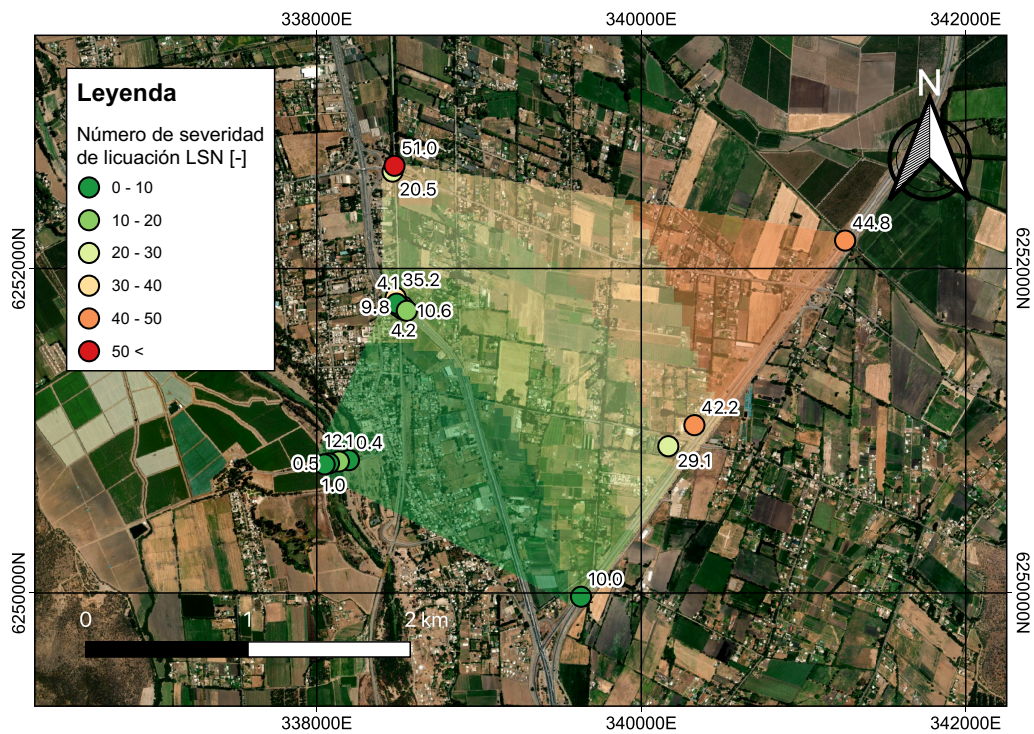 338000E
340000E
342000E
N
Leyenda
Número de severidad
de licuación LSN [-]
0 - 10
10 - 20
20 - 30
30 - 40
40 - 50
50 <
51.0
20.5
44.8
6252000N
6252000N
4.1
35.2
9.8
10.6
4.2
42.2
29.1
12.1
0.4
0.5
1.0
10.0
6250000N
6250000N
0
1
2 km
338000E
340000E
342000E